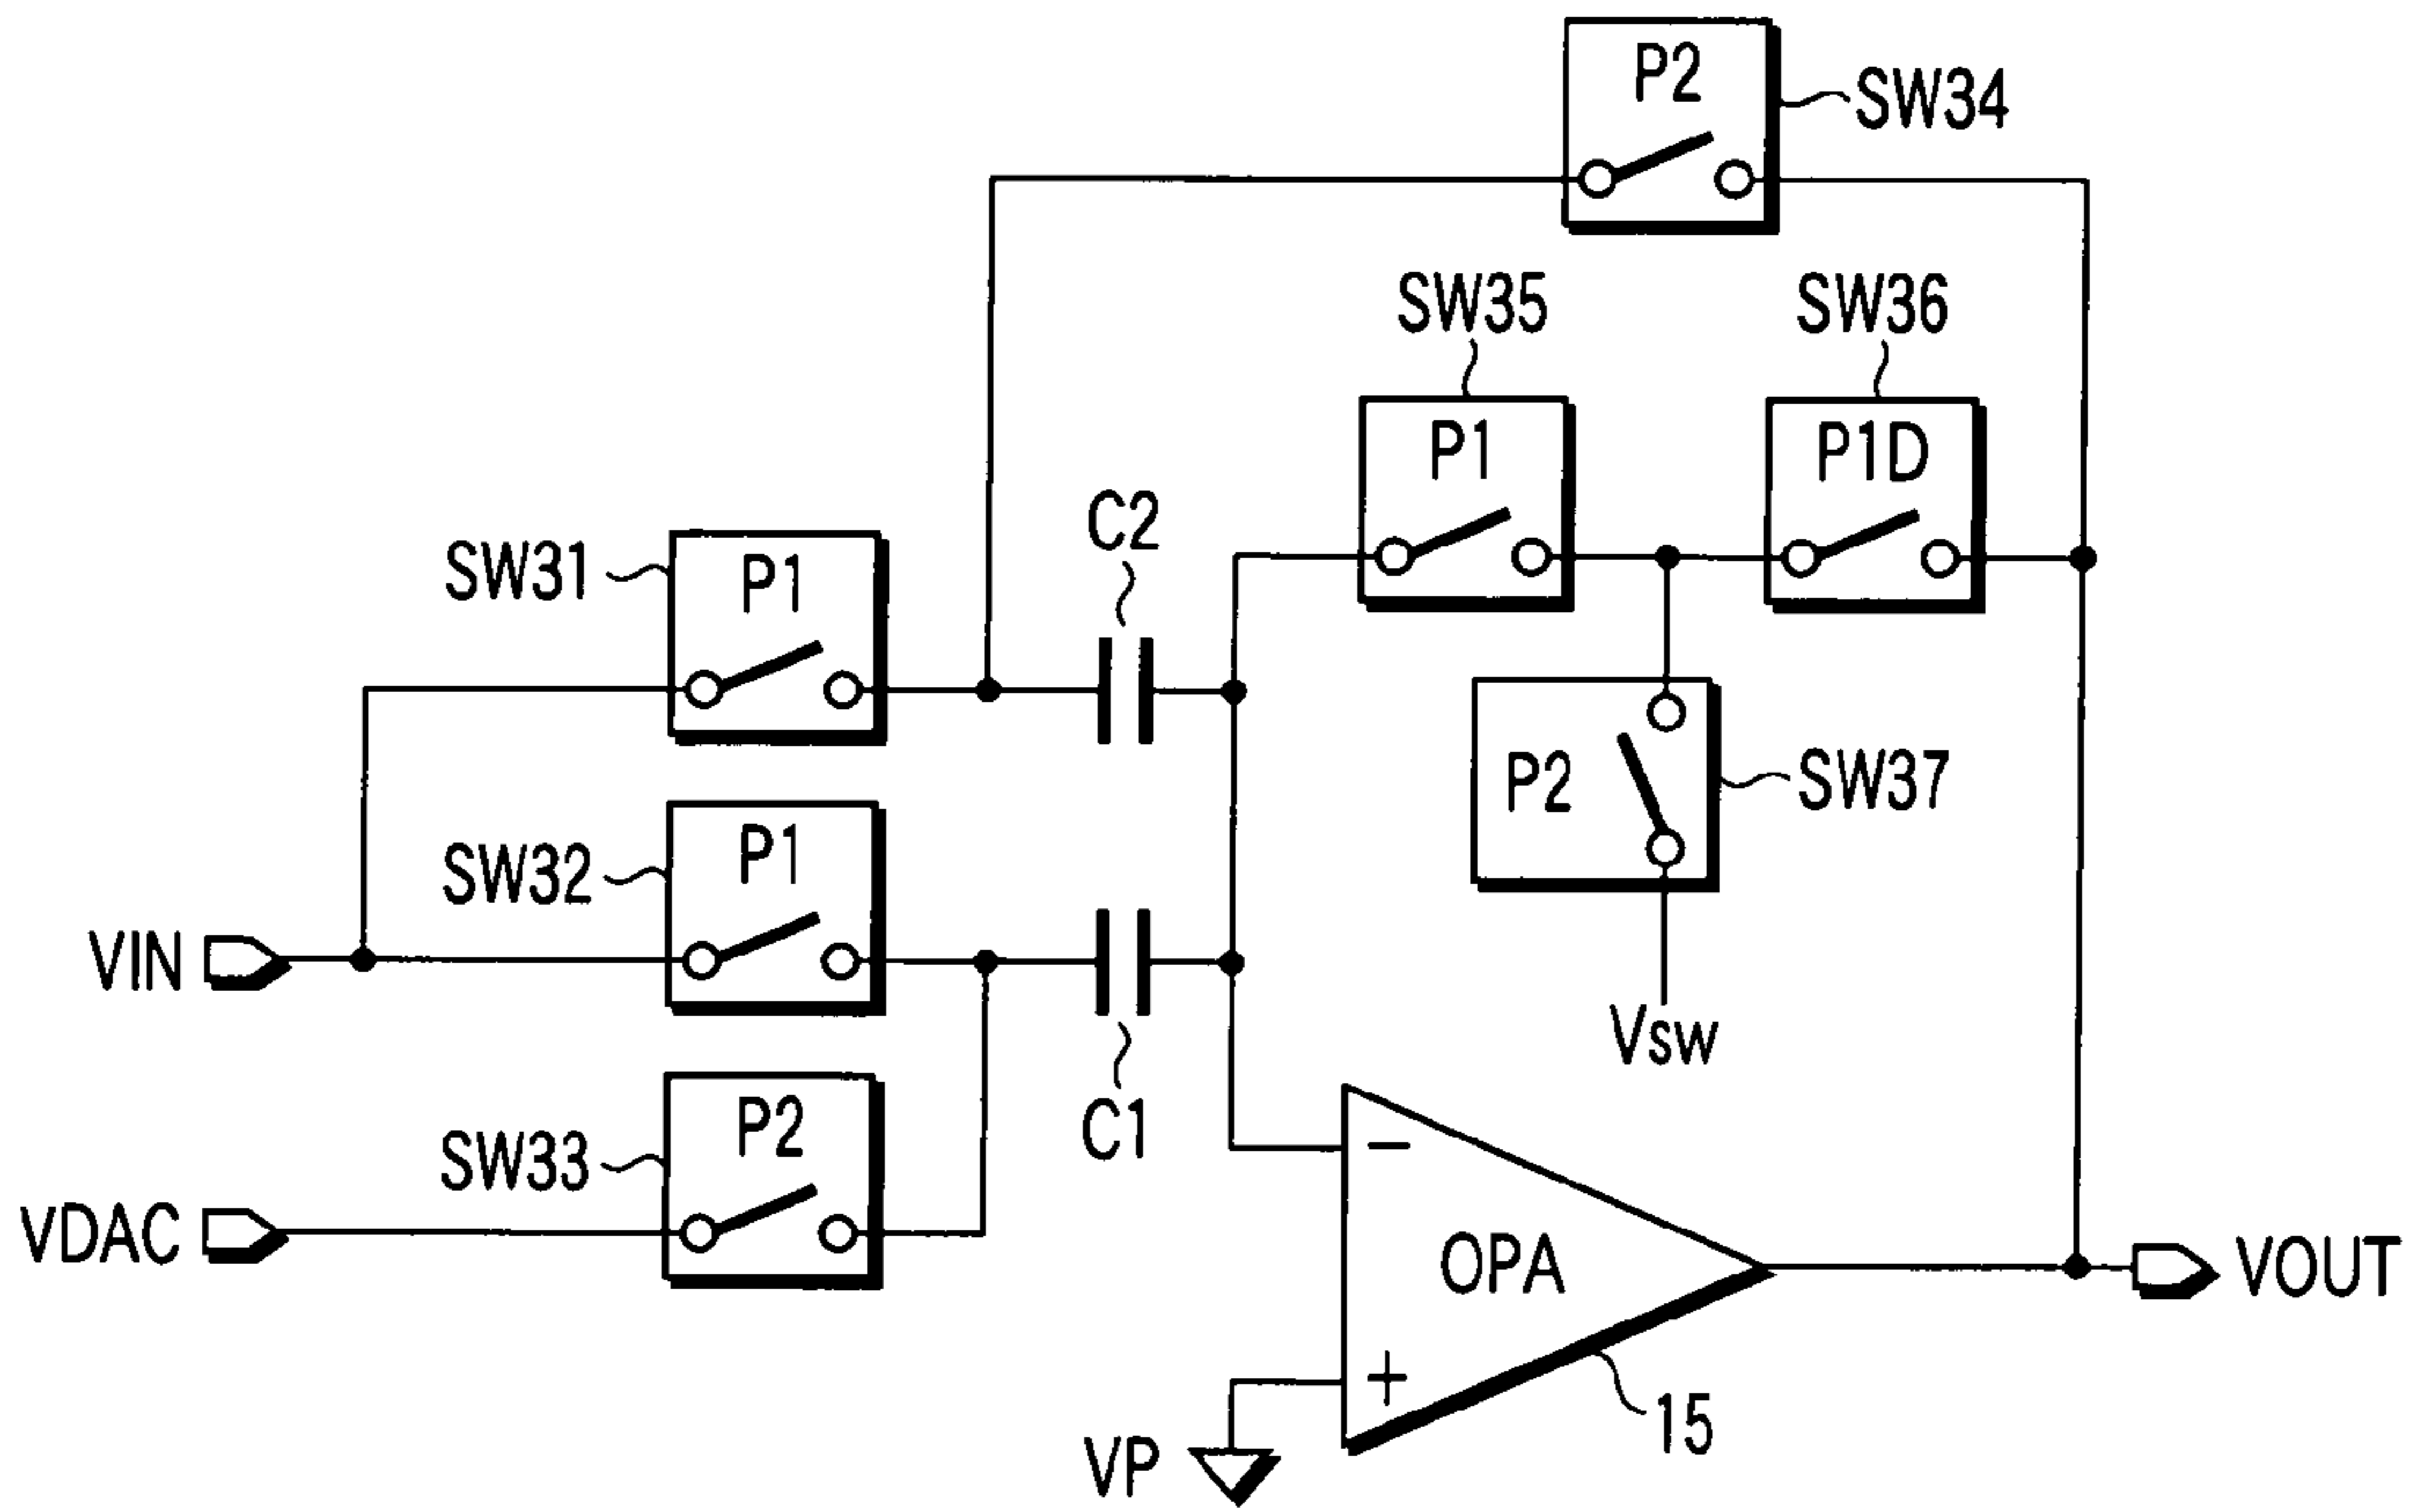 P2
SW34
SW35
SW36
P1
P1D
C2
SW31
P1
P2
SW37
SW32
P1
VIN
Vsw
C1
SW33
P2
VDAC
−
OPA
VOUT
+
15
VP